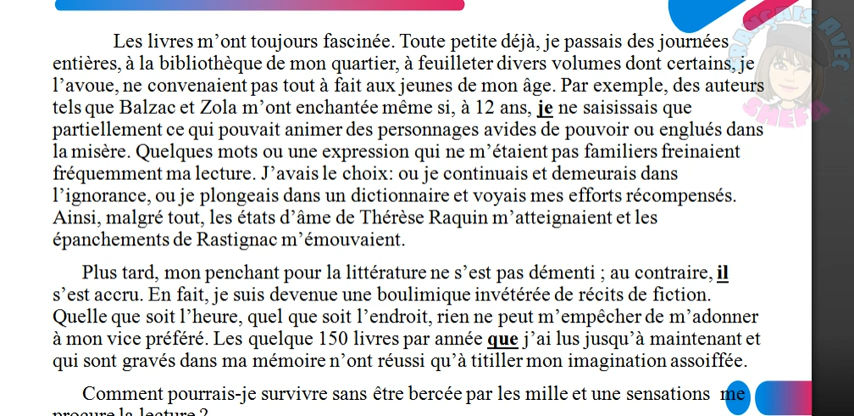 Les livres m’ont toujours fascinée. Toute petite déjà, je passais des journées
entières, à la bibliothèque de mon quartier, à feuilleter divers volumes dont certains, je
l’avoue, ne convenaient pas tout à fait aux jeunes de mon âge. Par exemple, des auteurs
tels que Balzac et Zola m’ont enchantée même si, à 12 ans, je ne saisissais que
partiellement ce qui pouvait animer des personnages avides de pouvoir ou englués dans
la misère. Quelques mots ou une expression qui ne m’étaient pas familiers freinaient
fréquemment ma lecture. J’avais le choix: ou je continuais et demeurais dans
l’ignorance, ou je plongeais dans un dictionnaire et voyais mes efforts récompensés.
Ainsi, malgré tout, les états d’âme de Thérèse Raquin m’atteignaient et les
épanchements de Rastignac m’émouvaient.
Plus tard, mon penchant pour la littérature ne s’est pas démenti ; au contraire, il
s’est accru. En fait, je suis devenue une boulimique invétérée de récits de fiction.
Quelle que soit l’heure, quel que soit l’endroit, rien ne peut m’empêcher de m’adonner
à mon vice préféré. Les quelque 150 livres par année que j’ai lus jusqu’à maintenant et
qui sont gravés dans ma mémoire n’ont réussi qu’à titiller mon imagination assoiffée.
Comment pourrais-je survivre sans être bercée par les mille et une sensations me
procure la lecture ?
FRANÇAIS AVEC
SMEFA